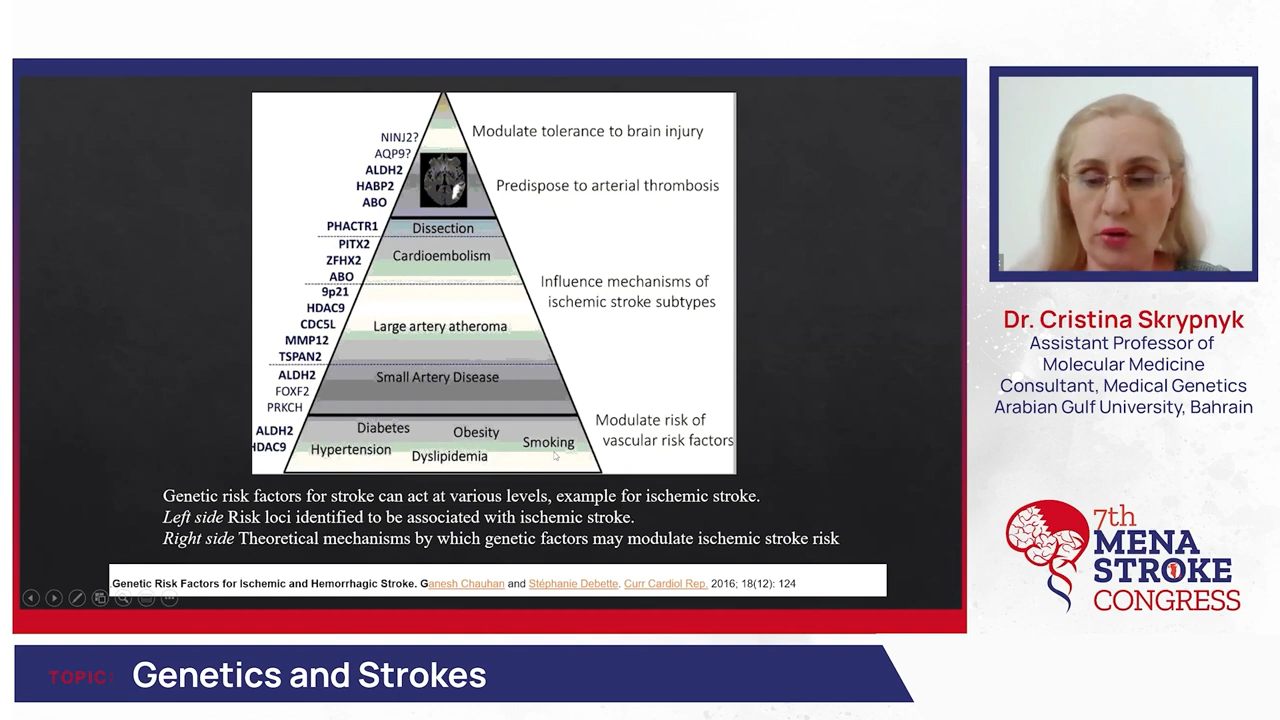 NINJ2?
AQP9?
ALDH2
HABP2
ABO
PHACTR1
PITX2
ZFHX2
ABO
9p21
HDAC9
CDC5L
MMP12
TSPAN2
ALDH2
FOXF2
PRKCH
ALDH2
HDAC9
Dissection
Cardioembolism
Large artery atheroma
Small Artery Disease
Diabetes
Obesity
Smoking
Hypertension
Dyslipidemia
Modulate tolerance to brain injury
Predispose to arterial thrombosis
Influence mechanisms of
ischemic stroke subtypes
Modulate risk of
vascular risk factors
Genetic risk factors for stroke can act at various levels, example for ischemic stroke.
Left side Risk loci identified to be associated with ischemic stroke.
Right side Theoretical mechanisms by which genetic factors may modulate ischemic stroke risk
Genetic Risk Factors for Ischemic and Hemorrhagic Stroke. Ganesh Chauhan and Stéphanie Debette. Curr Cardiol Rep. 2016; 18(12): 124
Dr. Cristina Skrypnyk
Assistant Professor of
Molecular Medicine
Consultant, Medical Genetics
Arabian Gulf University, Bahrain
7th
MENA
STROKE
CONGRESS
TOPIC: Genetics and Strokes